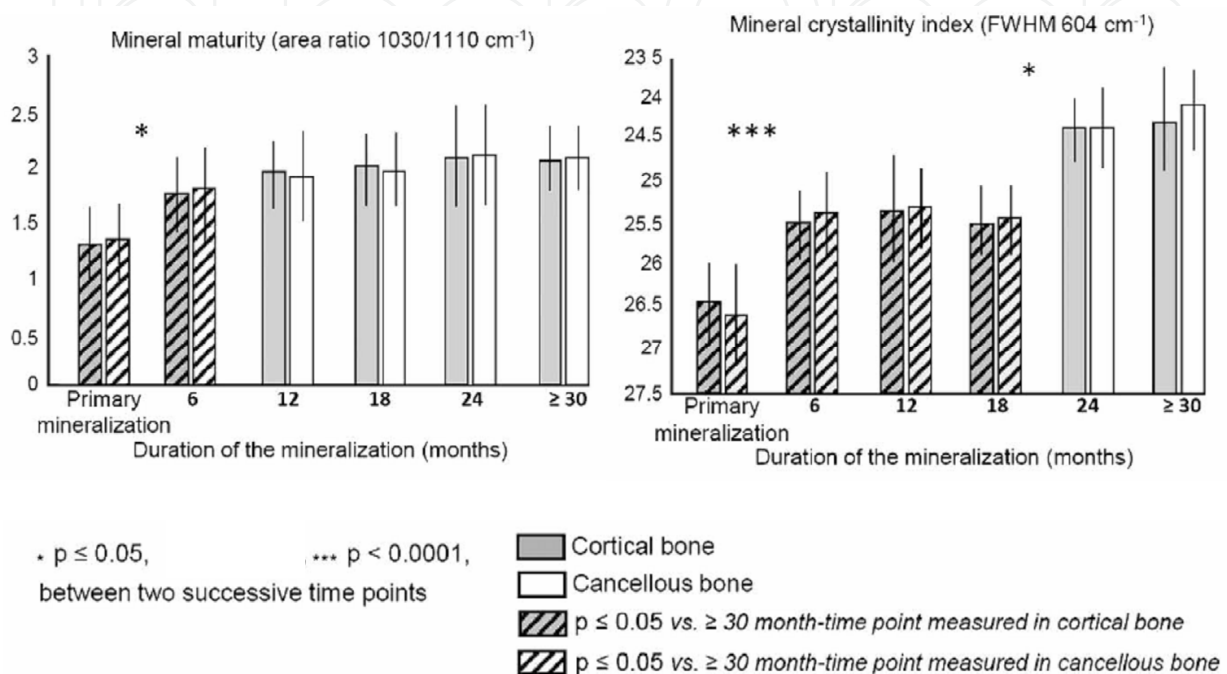 Mineral maturity (area ratio 1030/1110 cm⁻¹)
3
2.5
2
1.5
1
0.5
0
*
Primary mineralization 6 12 18 24 ≥ 30
Duration of the mineralization (months)
Mineral crystallinity index (FWHM 604 cm⁻¹)
23 5
24
24.5
25
25.5
26
26.5
27
27.5
***
*
Primary mineralization 6 12 18 24 ≥ 30
Duration of the mineralization (months)
* p ≤ 0.05, *** p < 0.0001,
between two successive time points
Cortical bone
Cancellous bone
p ≤ 0.05 vs. ≥ 30 month-time point measured in cortical bone
p ≤ 0.05 vs. ≥ 30 month-time point measured in cancellous bone